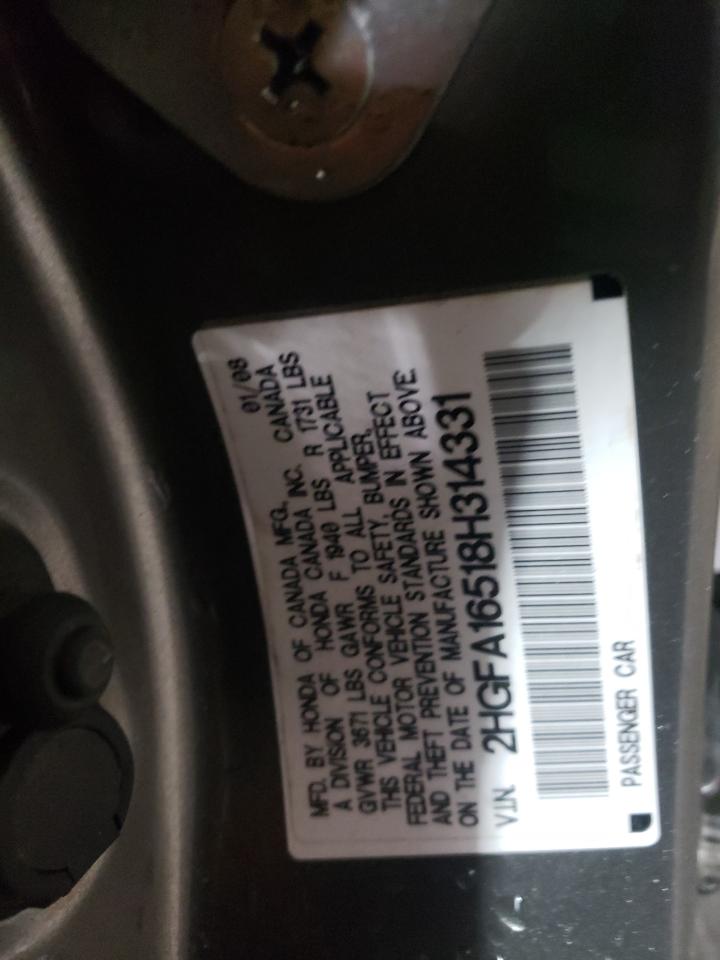 MFD. BY HONDA OF CANADA MFG. 01/08
A DIVISION OF HONDA CANADA INC. CANADA
GVWR 3671 LBS GAWR F 1940 LBS R 1731 LBS
THIS VEHICLE CONFORMS TO ALL APPLICABLE
FEDERAL MOTOR VEHICLE SAFETY, BUMPER,
AND THEFT PREVENTION STANDARDS IN EFFECT
ON THE DATE OF MANUFACTURE SHOWN ABOVE.
V.I.N. 2HGFA16518H314331
PASSENGER CAR